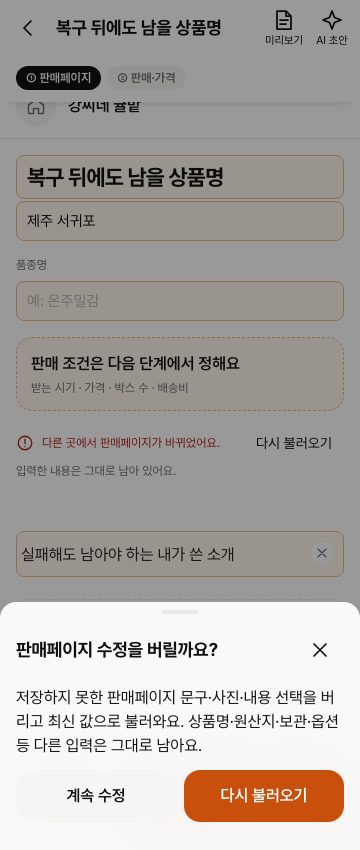 복구 뒤에도 남을 상품명
미리보기
AI 초안
① 판매페이지
② 판매·가격
강씨네 귤밭
복구 뒤에도 남을 상품명
제주 서귀포
품종명
예: 온주밀감
판매 조건은 다음 단계에서 정해요
받는 시기 · 가격 · 박스 수 · 배송비
다른 곳에서 판매페이지가 바뀌었어요.
다시 불러오기
입력한 내용은 그대로 남아 있어요.
실패해도 남아야 하는 내가 쓴 소개
판매페이지 수정을 버릴까요?
저장하지 못한 판매페이지 문구·사진·내용 선택을 버
리고 최신 값으로 불러와요. 상품명·원산지·보관·옵션
등 다른 입력은 그대로 남아요.
계속 수정
다시 불러오기